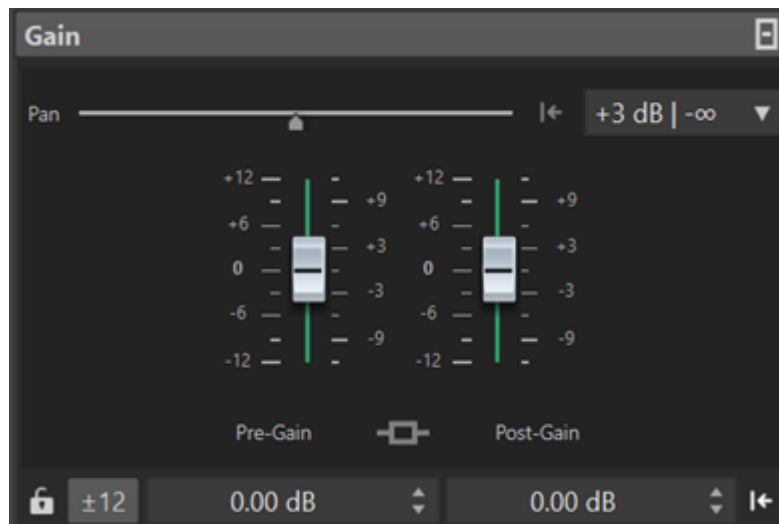 Gain
Pan
+3 dB | -∞
+12 +12
+9 +9
+6 +6
+3 +3
0 0
-3 -3
-6 -6
-9 -9
-12 -12
Pre-Gain Post-Gain
±12 0.00 dB 0.00 dB